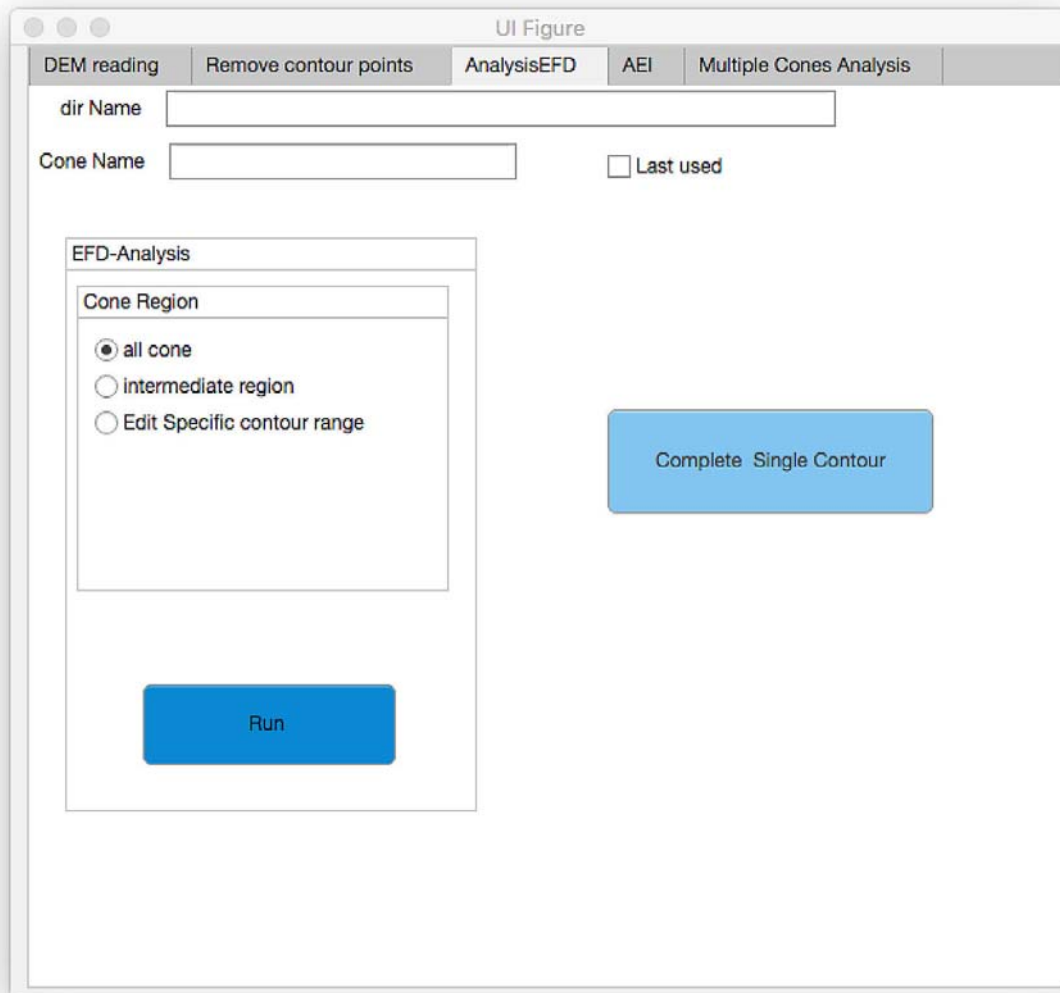 UI Figure
DEM reading Remove contour points AnalysisEFD AEI Multiple Cones Analysis
dir Name
Cone Name
Last used
EFD-Analysis
Cone Region
all cone
intermediate region
Edit Specific contour range
Complete Single Contour
Run